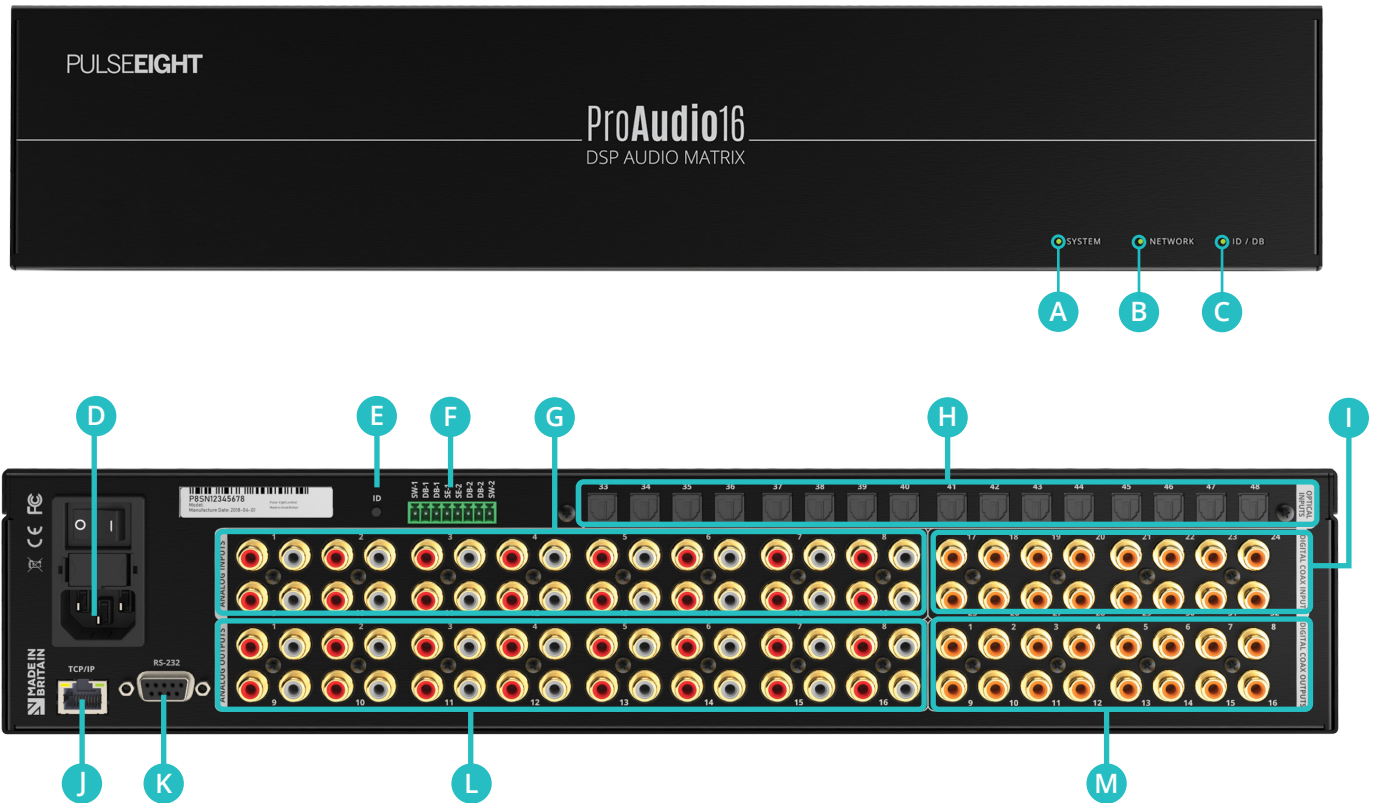 PULSEEIGHT
ProAudio16
DSP AUDIO MATRIX
SYSTEM
NETWORK
ID / DB
A
B
C
D
E
F
G
H
I
FC
CE
P8SN12345678
Model:
Manufacture Date: 2018-04-01
ID
SW-1
DB-1
DB-1
SE-1
SE-2
DB-2
DB-2
SW-2
33 34 35 36 37 38 39 40 41 42 43 44 45 46 47 48
OPTICAL INPUTS
O I
ANALOG INPUTS
1 2 3 4 5 6 7 8
17 18 19 20 21 22 23 24
DIGITAL COAX INPUT
ANALOG OUTPUTS
1 2 3 4 5 6 7 8
9 10 11 12 13 14 15 16
1 2 3 4 5 6 7 8
9 10 11 12 13 14 15 16
DIGITAL COAX OUTPUTS
MADE IN
BRITAIN
TCP/IP
RS-232
J
K
L
M